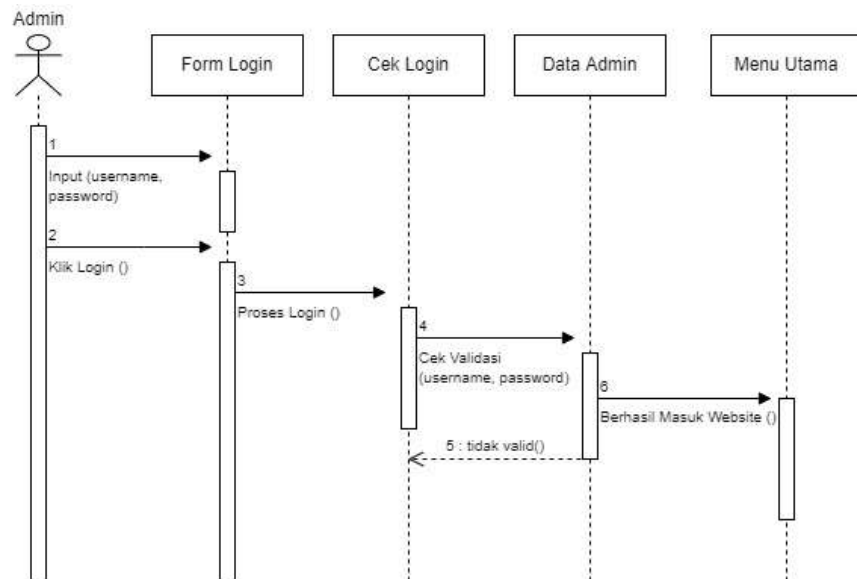 Admin
Form Login
Cek Login
Data Admin
Menu Utama
1
Input (username,
password)
2
Klik Login ()
3
Proses Login ()
4
Cek Validasi
(username, password)
6
Berhasil Masuk Website ()
5 : tidak valid()